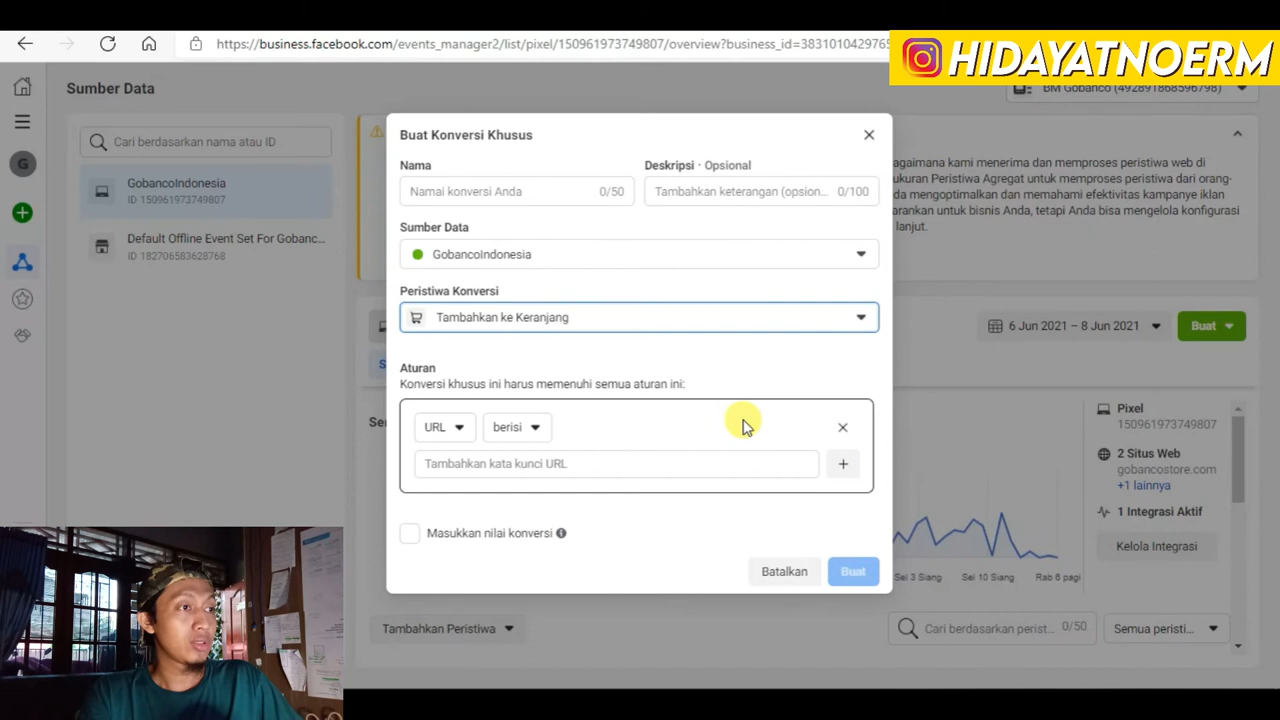 https://business.facebook.com/events_manager2/list/pixel/150961973749807/overview?business_id=38310104297
HIDAYATNOERM
Sumber Data
BM Gobanco (492891868596798)
Cari berdasarkan nama atau ID
GobancoIndonesia
ID 150961973749807
Default Offline Event Set For Gobanc...
ID 182706583628768
G
Buat Konversi Khusus
Nama
Deskripsi · Opsional
Namai konversi Anda 0/50
Tambahkan keterangan (opsion... 0/100
Sumber Data
GobancoIndonesia
Peristiwa Konversi
Tambahkan ke Keranjang
Aturan
Konversi khusus ini harus memenuhi semua aturan ini:
URL
berisi
Tambahkan kata kunci URL
Masukkan nilai konversi
Batalkan
Buat
agaimana kami menerima dan memproses peristiwa web di
ukuran Peristiwa Agregat untuk memproses peristiwa dari orang-
da mengoptimalkan dan memahami efektivitas kampanye iklan
arankan untuk bisnis Anda, tetapi Anda bisa mengelola konfigurasi
lanjut.
6 Jun 2021 – 8 Jun 2021
Buat
S
Se
Pixel
150961973749807
2 Situs Web
gobancostore.com
+1 lainnya
1 Integrasi Aktif
Kelola Integrasi
Sel 3 Siang
Sel 10 Siang
Rab 6 pagi
Tambahkan Peristiwa
Cari berdasarkan perist... 0/50
Semua peristi...